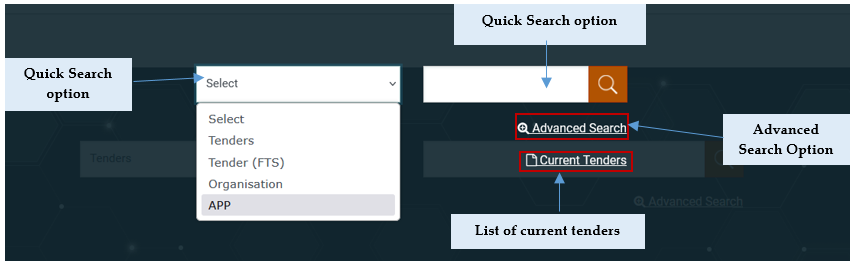 Quick Search option
Quick Search
option
Select
Select
Tenders
Tender (FTS)
Organisation
APP
Advanced Search
Current Tenders
Advanced
Search Option
Tenders
Advanced Search
List of current tenders